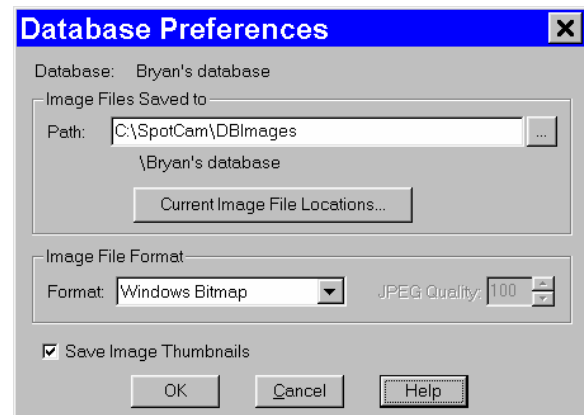 Database Preferences
Database: Bryan's database
Image Files Saved to
Path: C:\SpotCam\DBImages ...
\Bryan's database
Current Image File Locations...
Image File Format
Format: Windows Bitmap JPEG Quality: 100
Save Image Thumbnails
OK Cancel Help